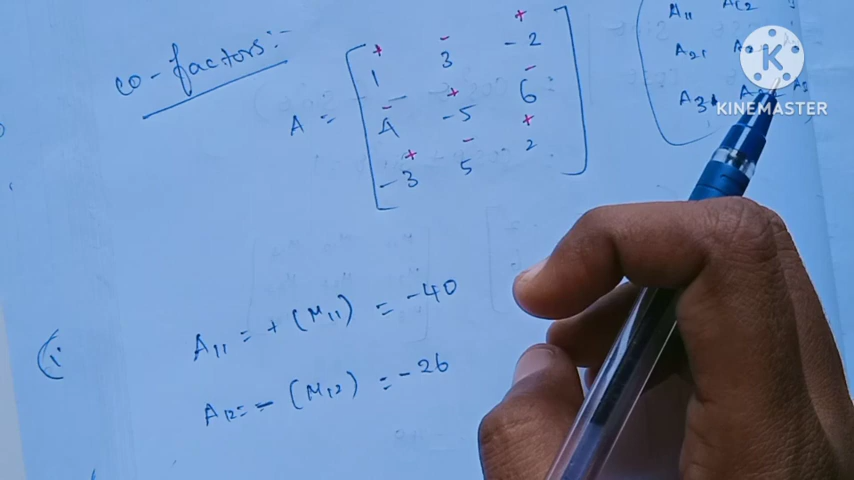 co-factors:-
+ - +
1 3 -2
- + -
A = 4 -5 6
+ - +
-3 5 2
A11 A12
A21
A31
KINEMASTER
(i
A11 = + (M11) = -40
A12 = - (M12) = -26